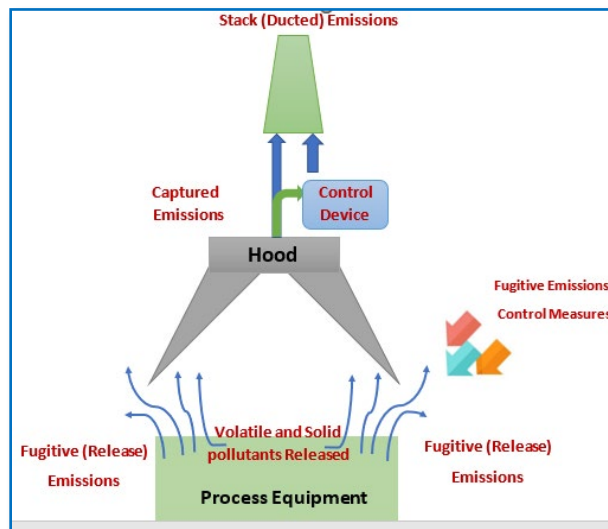 Stack (Ducted) Emissions
Captured
Emissions
Control
Device
Hood
Fugitive Emissions
Control Measures
Volatile and Solid
pollutants Released
Fugitive (Release)
Emissions
Fugitive (Release)
Emissions
Process Equipment